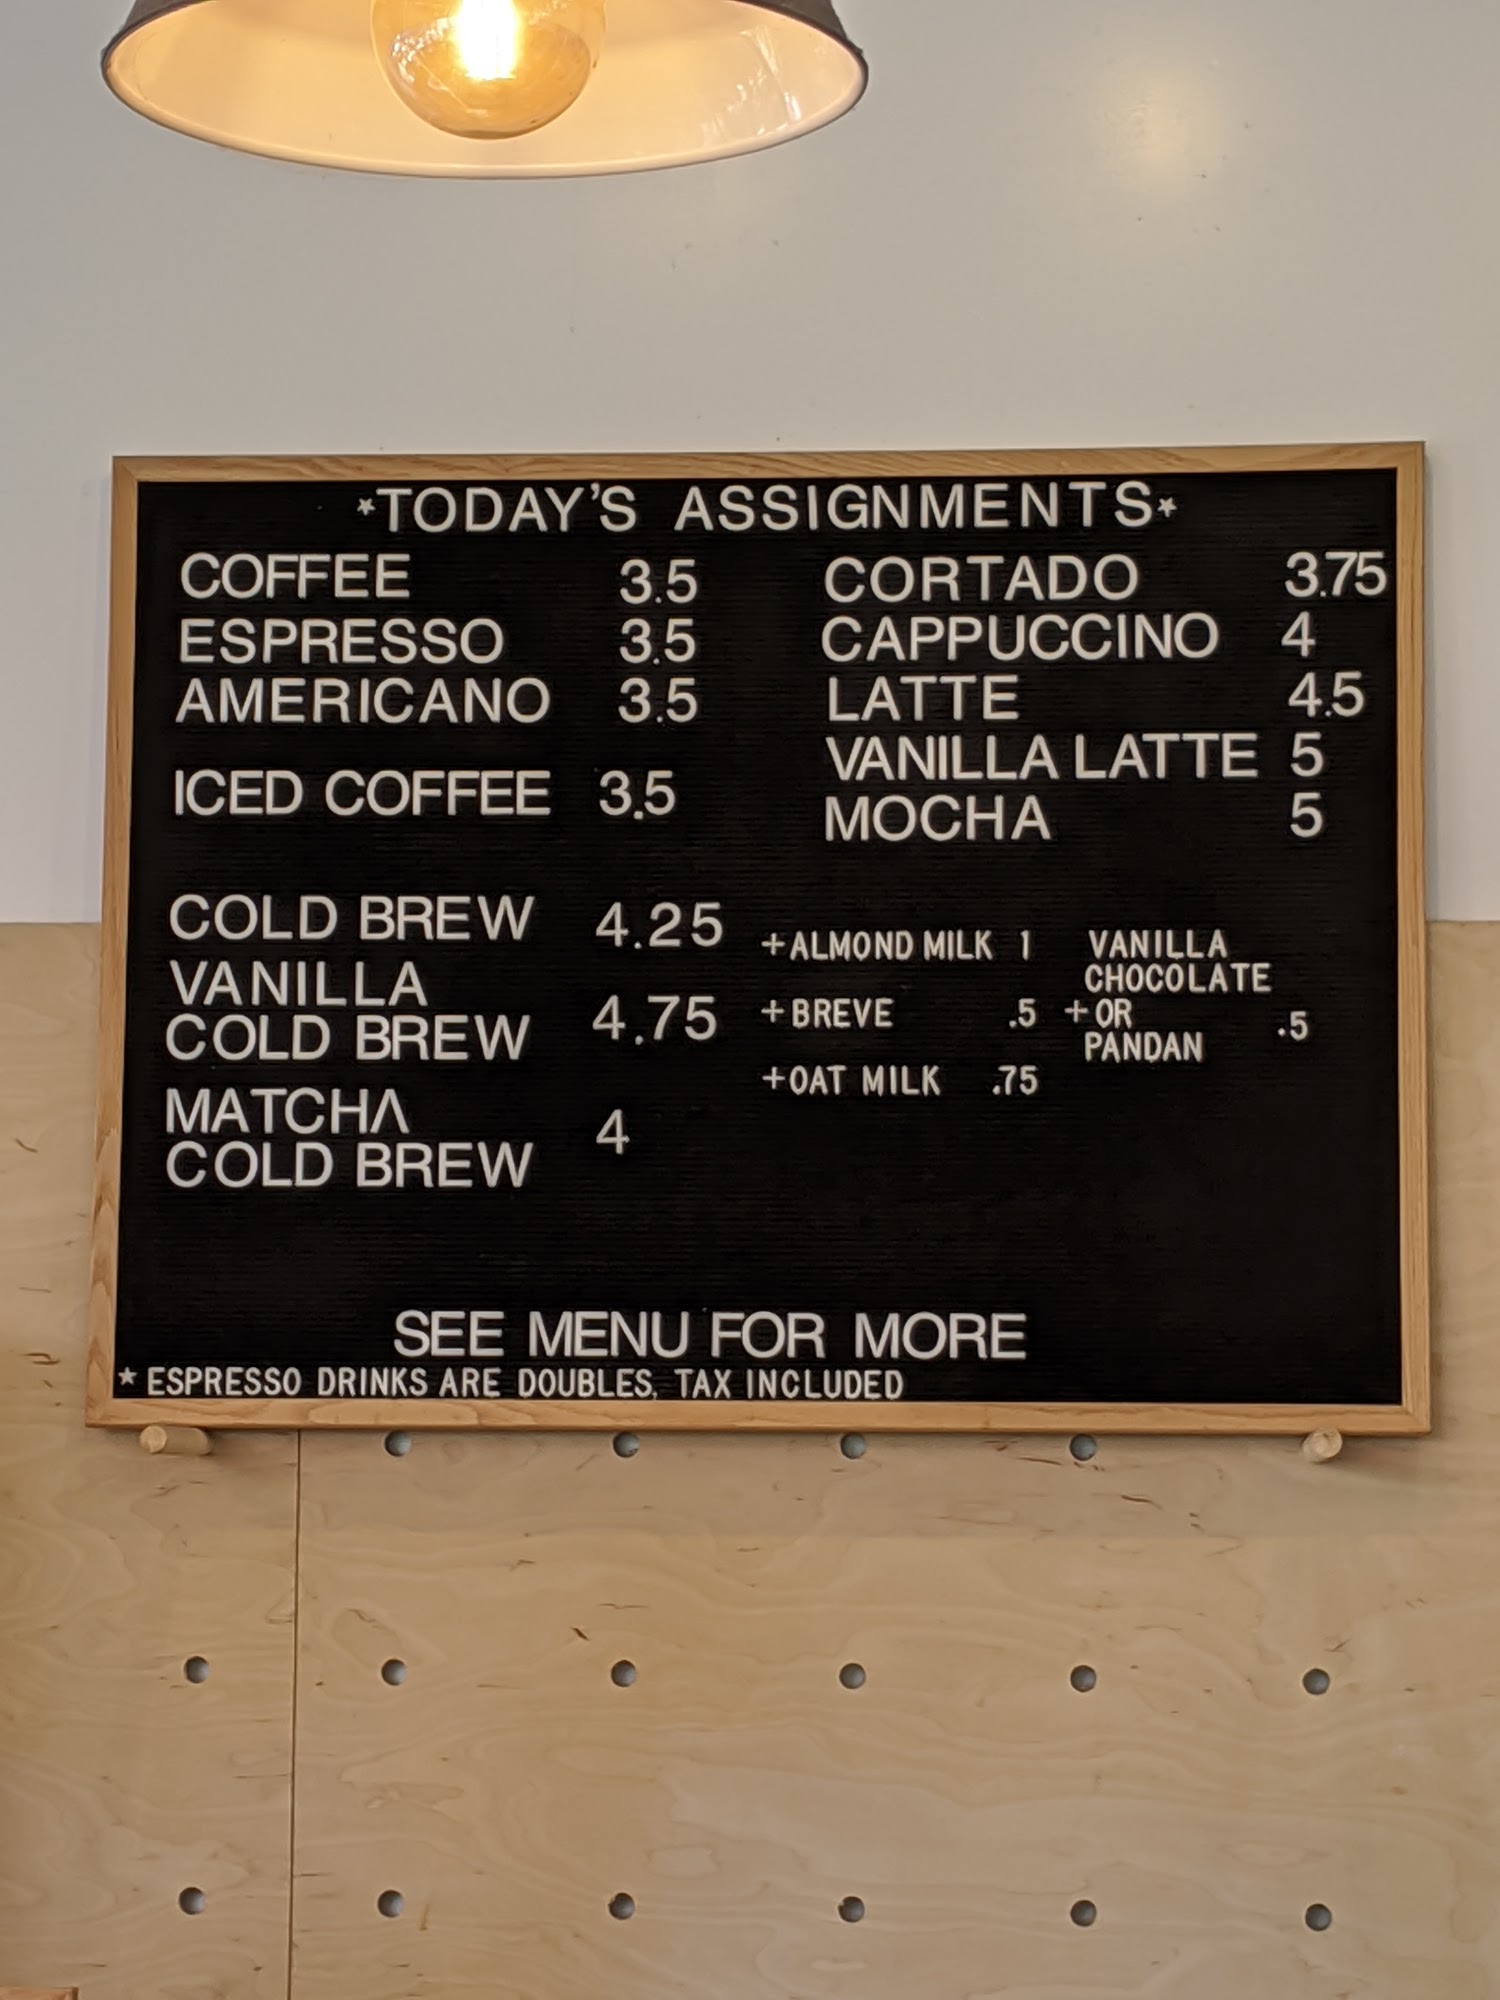 *TODAY'S ASSIGNMENTS*
COFFEE 3.5
ESPRESSO 3.5
AMERICANO 3.5
ICED COFFEE 3.5
COLD BREW 4.25
VANILLA
COLD BREW 4.75
MATCHA
COLD BREW 4
CORTADO 3.75
CAPPUCCINO 4
LATTE 4.5
VANILLA LATTE 5
MOCHA 5
+ALMOND MILK 1
+BREVE .5
+OAT MILK .75
VANILLA
CHOCOLATE
+OR
PANDAN .5
SEE MENU FOR MORE
* ESPRESSO DRINKS ARE DOUBLES, TAX INCLUDED